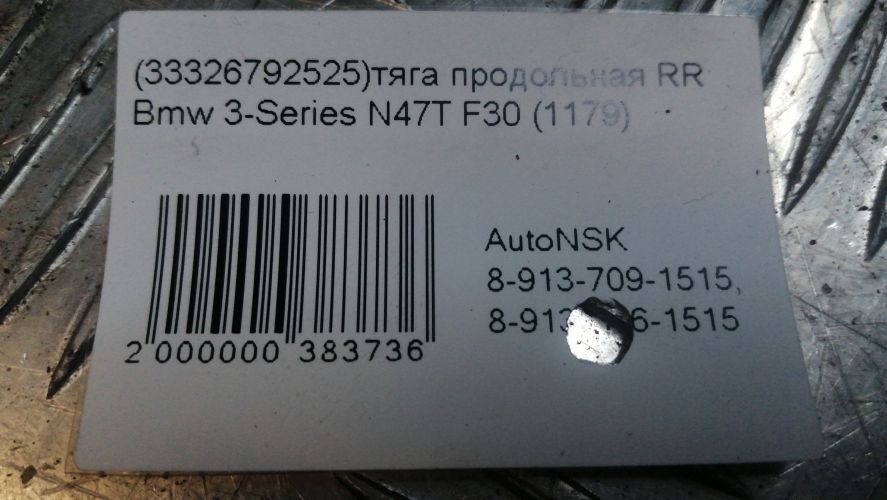 (33326792525)тяга продольная RR
Bmw 3-Series N47T F30 (1179)
2 000000 383736
AutoNSK
8-913-709-1515,